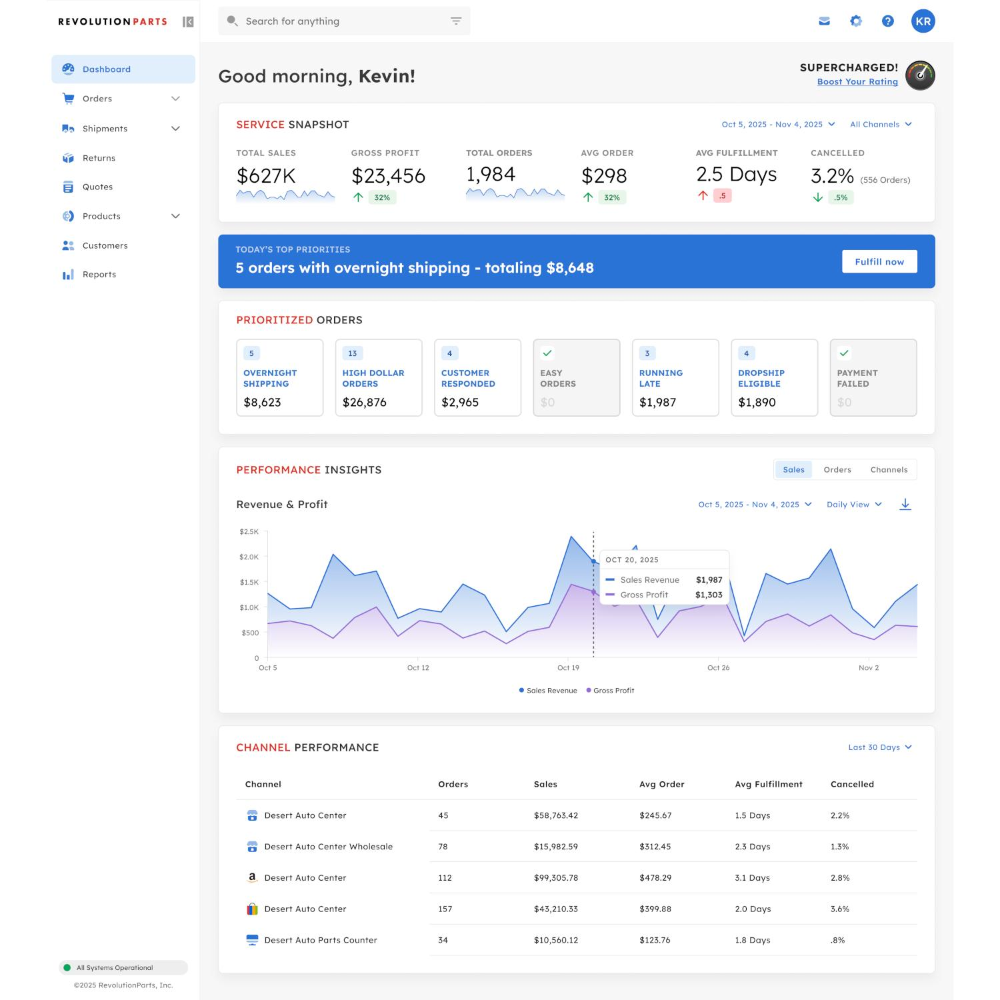 REVOLUTIONPARTS
Search for anything
KR
Dashboard
Orders
Shipments
Returns
Quotes
Products
Customers
Reports
All Systems Operational
©2025 RevolutionParts, Inc.
Good morning, Kevin!
SUPERCHARGED!
Boost Your Rating
SERVICE SNAPSHOT
Oct 5, 2025 - Nov 4, 2025
All Channels
TOTAL SALES
$627K
GROSS PROFIT
$23,456
32%
TOTAL ORDERS
1,984
AVG ORDER
$298
32%
AVG FULFILLMENT
2.5 Days
.5
CANCELLED
3.2% (556 Orders)
.5%
TODAY'S TOP PRIORITIES
5 orders with overnight shipping - totaling $8,648
Fulfill now
PRIORITIZED ORDERS
5
OVERNIGHT
SHIPPING
$8,623
13
HIGH DOLLAR
ORDERS
$26,876
4
CUSTOMER
RESPONDED
$2,965
EASY
ORDERS
$0
3
RUNNING
LATE
$1,987
4
DROPSHIP
ELIGIBLE
$1,890
PAYMENT
FAILED
$0
PERFORMANCE INSIGHTS
Sales Orders Channels
Revenue & Profit
Oct 5, 2025 - Nov 4, 2025
Daily View
$2.5K
$2.0K
$1.5K
$1.0K
$500
0
OCT 20, 2025
Sales Revenue $1,987
Gross Profit $1,303
Oct 5 Oct 12 Oct 19 Oct 26 Nov 2
Sales Revenue Gross Profit
CHANNEL PERFORMANCE
Last 30 Days
Channel Orders Sales Avg Order Avg Fulfillment Cancelled
Desert Auto Center 45 $58,763.42 $245.67 1.5 Days 2.2%
Desert Auto Center Wholesale 78 $15,982.59 $312.45 2.3 Days 1.3%
a Desert Auto Center 112 $99,305.78 $478.29 3.1 Days 2.8%
Desert Auto Center 157 $43,210.33 $399.88 2.0 Days 3.6%
Desert Auto Parts Counter 34 $10,560.12 $123.76 1.8 Days .8%